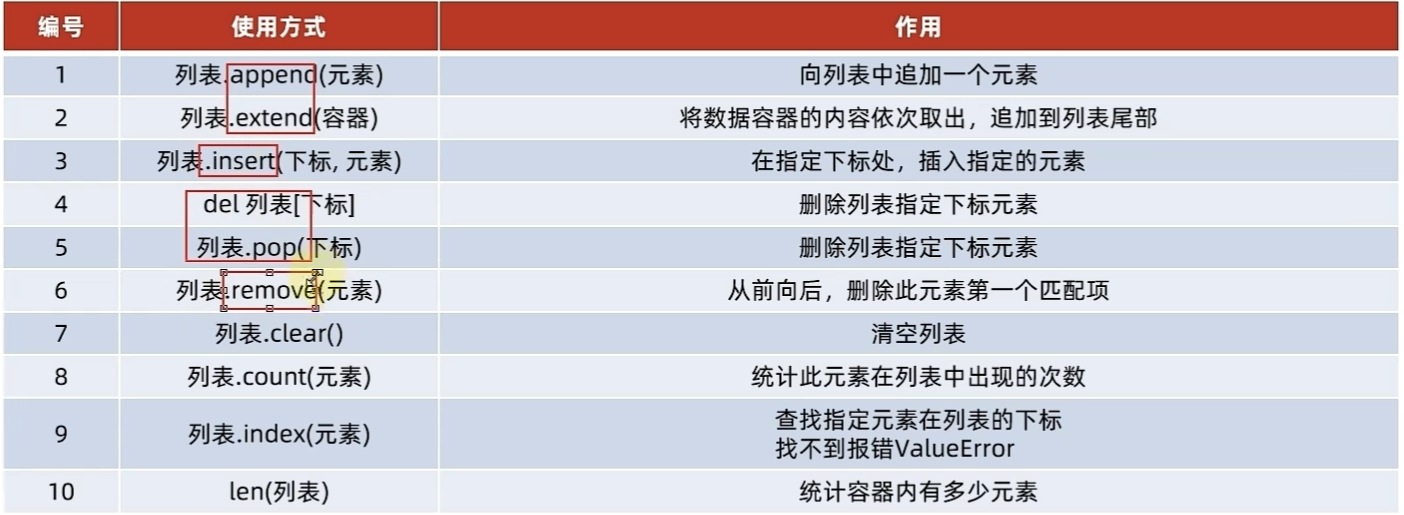 编号 使用方式 作用
1 列表.append(元素) 向列表中追加一个元素
2 列表.extend(容器) 将数据容器的内容依次取出，追加到列表尾部
3 列表.insert(下标, 元素) 在指定下标处，插入指定的元素
4 del 列表[下标] 删除列表指定下标元素
5 列表.pop(下标) 删除列表指定下标元素
6 列表.remove(元素) 从前向后，删除此元素第一个匹配项
7 列表.clear() 清空列表
8 列表.count(元素) 统计此元素在列表中出现的次数
9 列表.index(元素) 查找指定元素在列表的下标
找不到报错ValueError
10 len(列表) 统计容器内有多少元素